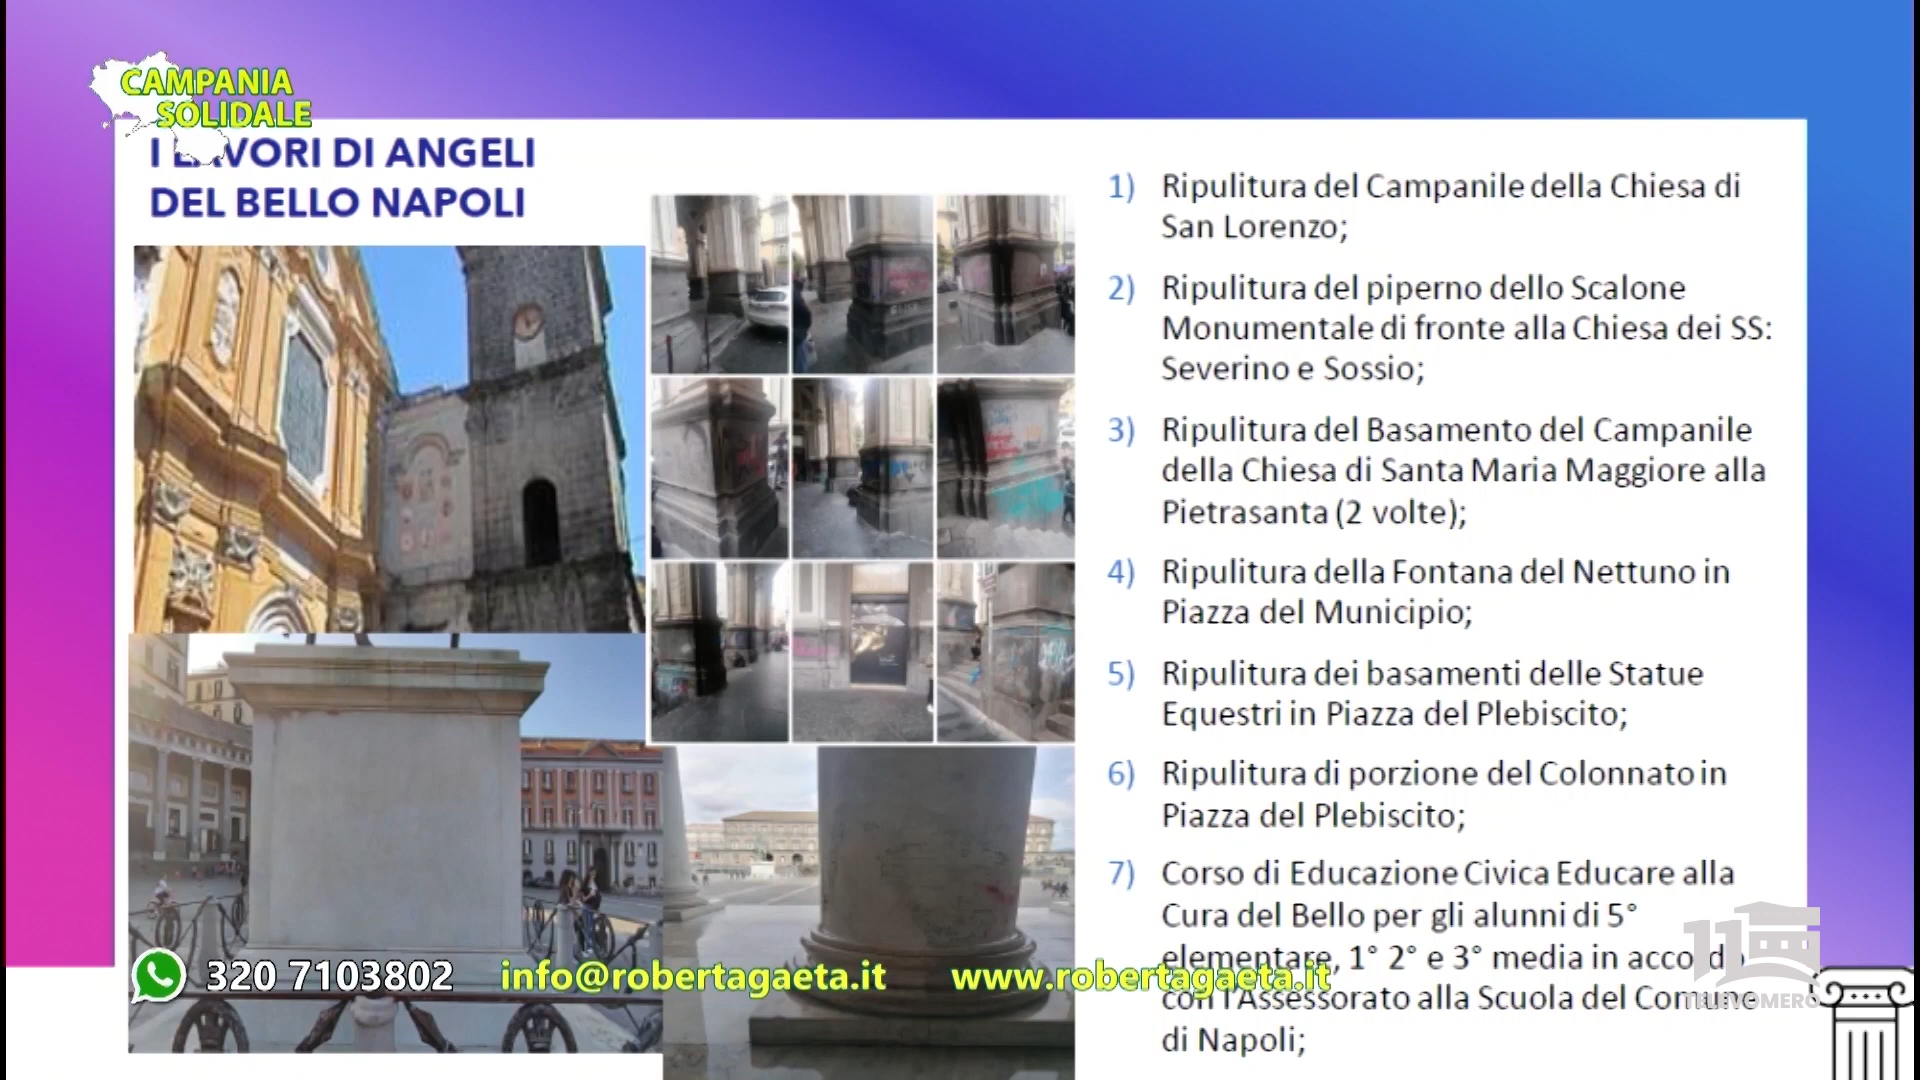 CAMPANIA
SOLIDALE
I LAVORI DI ANGELI
DEL BELLO NAPOLI
1) Ripulitura del Campanile della Chiesa di
San Lorenzo;
2) Ripulitura del piperno dello Scalone
Monumentale di fronte alla Chiesa dei SS:
Severino e Sossio;
3) Ripulitura del Basamento del Campanile
della Chiesa di Santa Maria Maggiore alla
Pietrasanta (2 volte);
4) Ripulitura della Fontana del Nettuno in
Piazza del Municipio;
5) Ripulitura dei basamenti delle Statue
Equestri in Piazza del Plebiscito;
6) Ripulitura di porzione del Colonnato in
Piazza del Plebiscito;
7) Corso di Educazione Civica Educare alla
Cura del Bello per gli alunni di 5°
elementare, 1° 2° e 3° media in accordo
con l'Assessorato alla Scuola del Comune
di Napoli;
320 7103802 info@robertagaeta.it www.robertagaeta.it
11